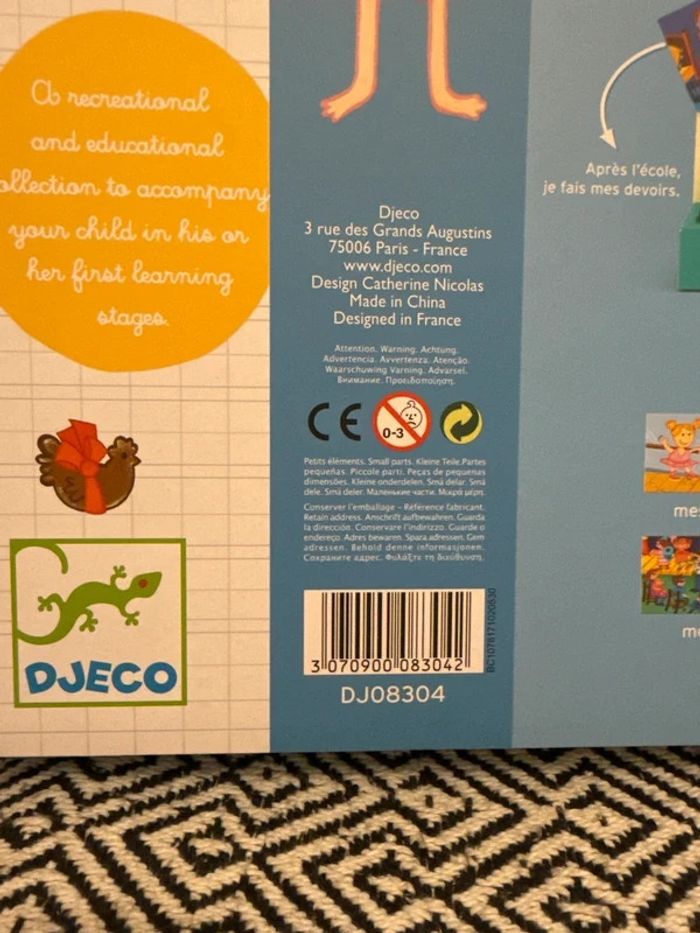 A recreational
and educational
collection to accompany
your child in his or
her first learning
stages.
DJECO
Djeco
3 rue des Grands Augustins
75006 Paris - France
www.djeco.com
Design Catherine Nicolas
Made in China
Designed in France
Attention. Warning. Achtung.
Advertencia. Avvertenza. Atenção.
Waarschuwing Varning. Advarsel.
Внимание. Προειδοποίηση.
CE
0-3
Petits éléments. Small parts. Kleine Teile.Partes
pequeñas. Piccole parti. Peças de pequenas
dimensões. Kleine onderdelen. Små delar. Små
dele. Små deler. Маленькие части. Μικρά μέρη.
Conserver l'emballage - Référence fabricant.
Retain address. Anschrift aufbewahren. Guarda
la dirección. Conservare l'indirizzo. Guarde o
endereço. Adres bewaren. Spara adressen. Gem
adressen. Behold denne informasjonen.
Сохраните адрес. Φυλάξτε τη διεύθυνση.
3 070900 083042
BC1078171020630
DJ08304
Après l'école,
je fais mes devoirs.
mes